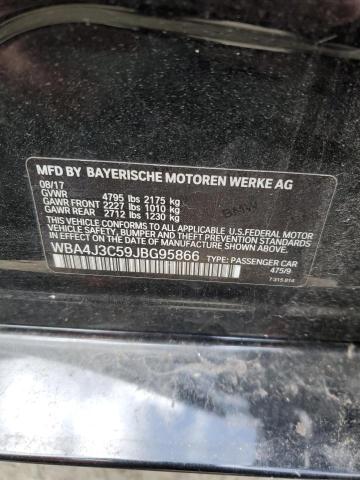 MFD BY BAYERISCHE MOTOREN WERKE AG
08/17
GVWR 4795 lbs 2175 kg
GAWR FRONT 2227 lbs 1010 kg
GAWR REAR 2712 lbs 1230 kg
BMW
THIS VEHICLE CONFORMS TO ALL APPLICABLE U.S.FEDERAL MOTOR
VEHICLE SAFETY, BUMPER, AND THEFT PREVENTION STANDARDS
IN EFFECT ON THE DATE OF MANUFACTURE
SHOWN ABOVE.
WBA4J3C59JBG95866 TYPE: PASSENGER CAR
475/9